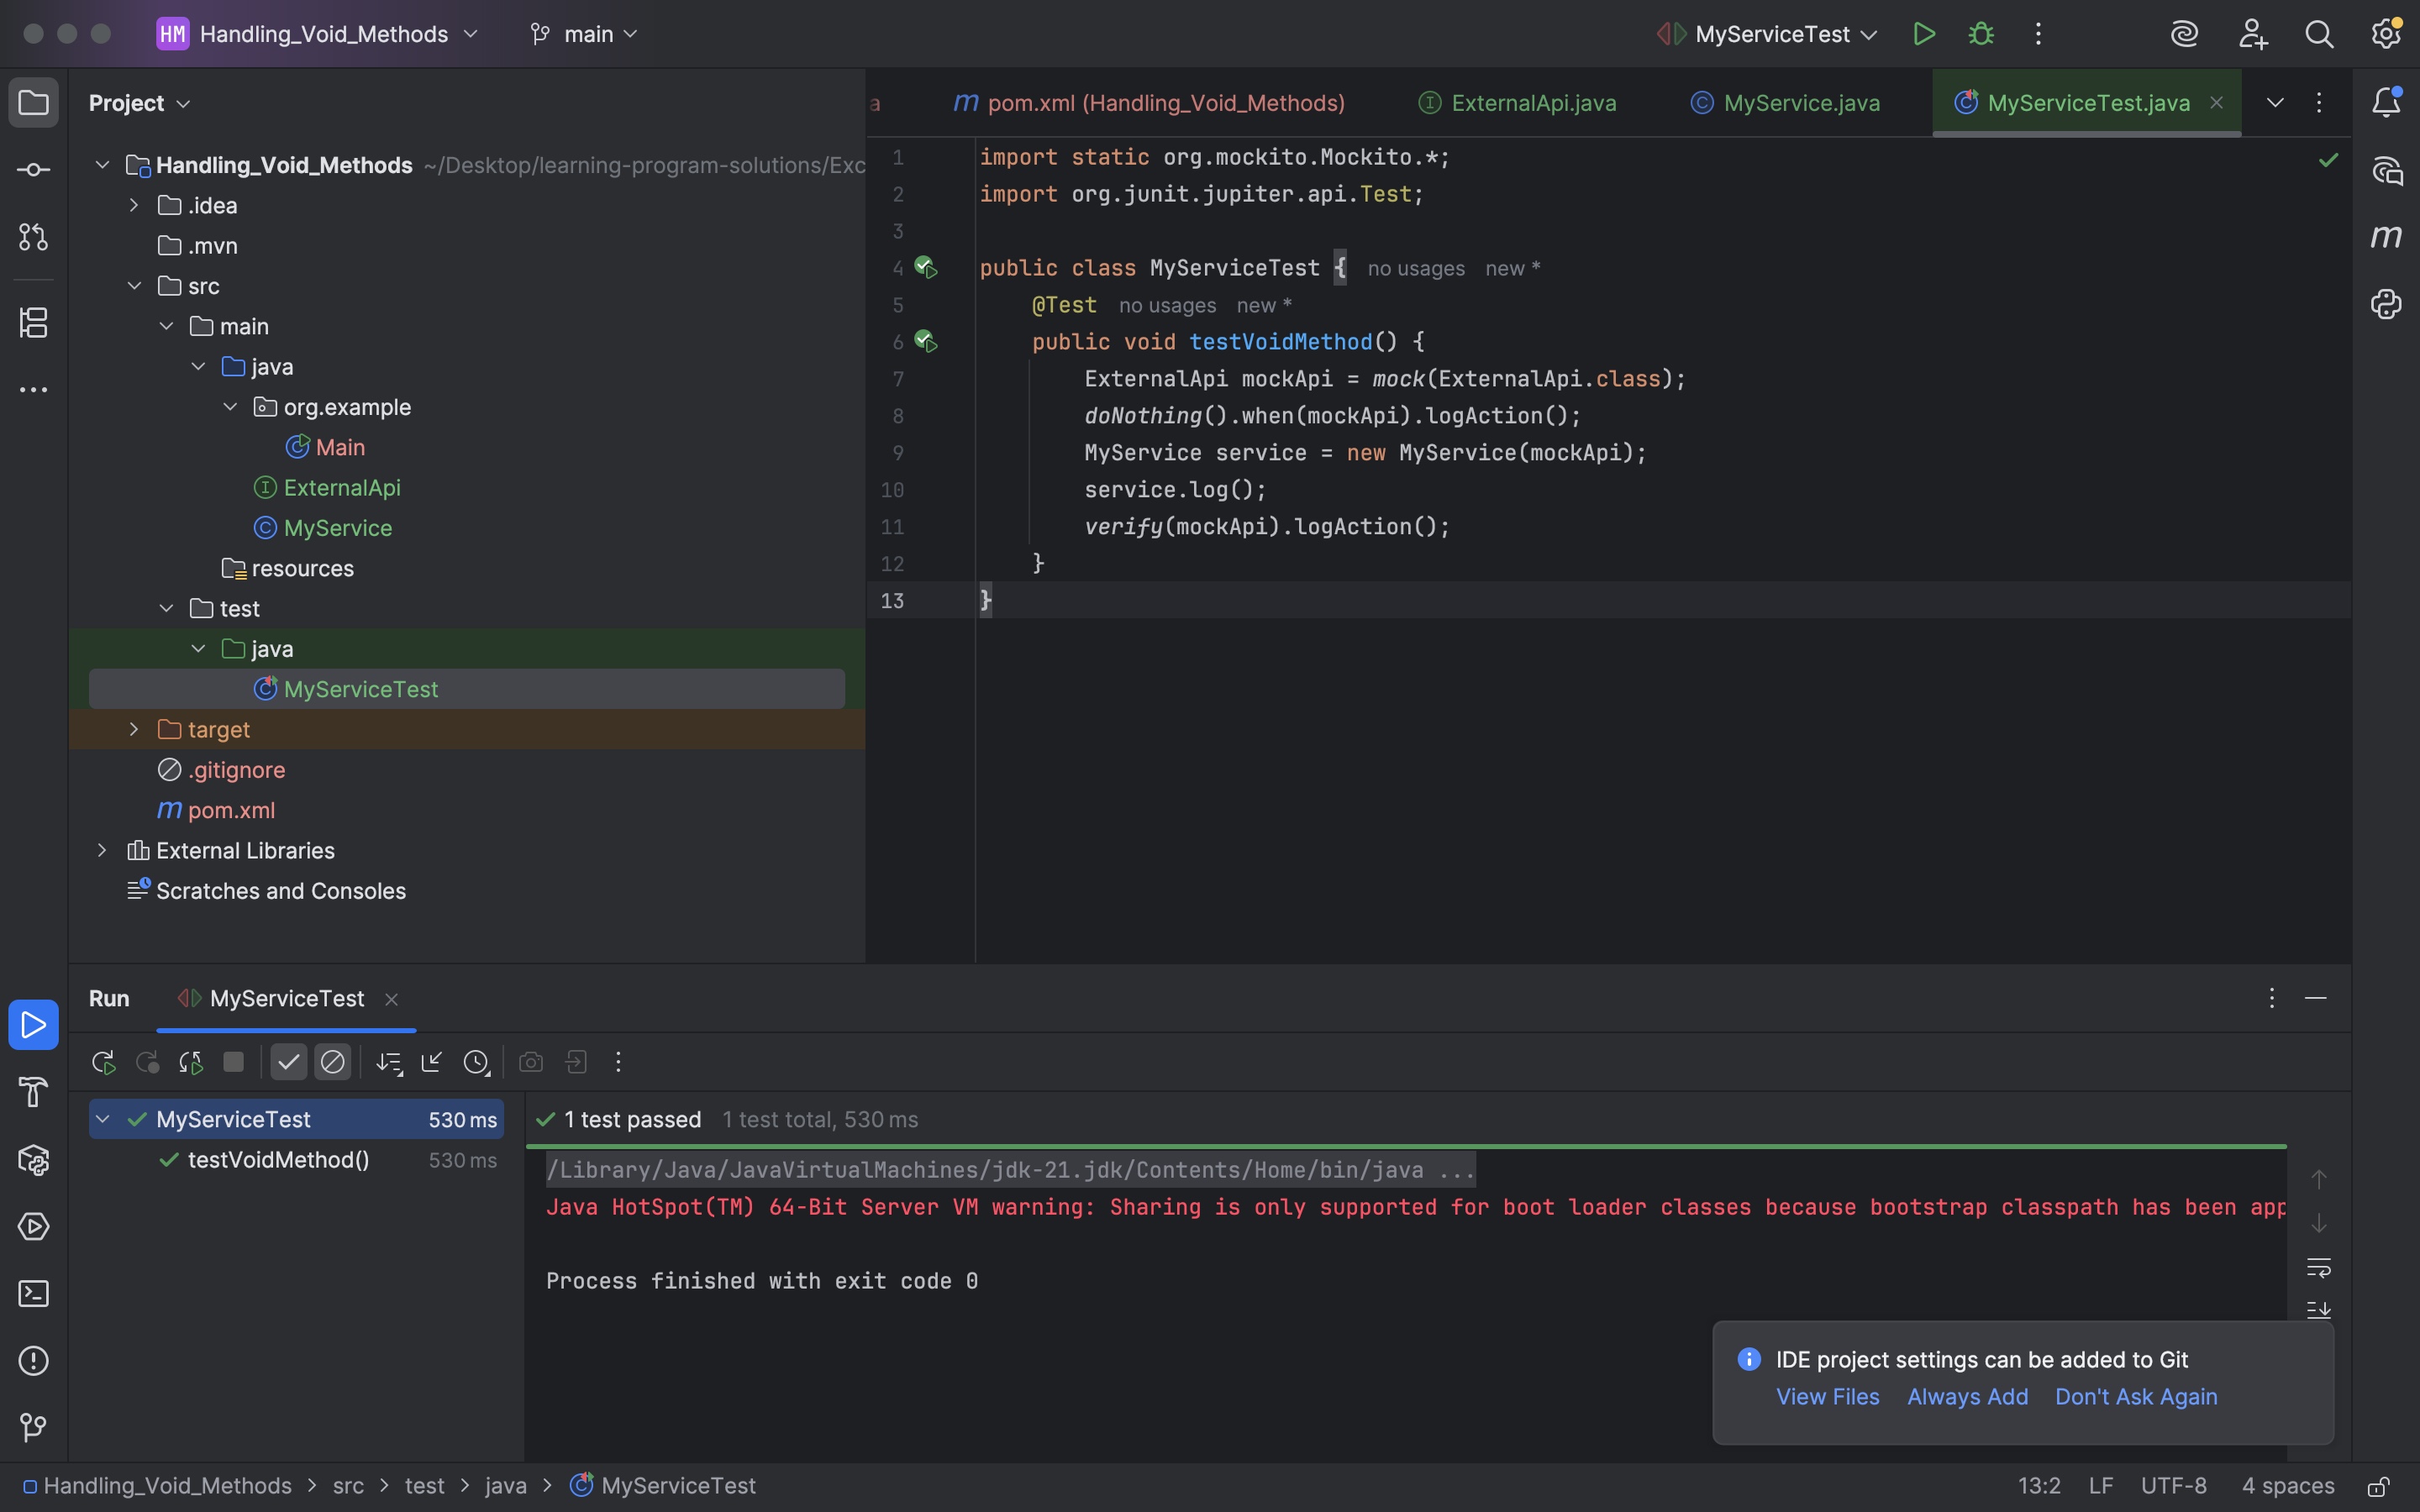 HM Handling_Void_Methods main MyServiceTest
Project
Handling_Void_Methods ~/Desktop/learning-program-solutions/Exc
.idea
.mvn
src
main
java
org.example
Main
ExternalApi
MyService
resources
test
java
MyServiceTest
target
.gitignore
m pom.xml
External Libraries
Scratches and Consoles
a m pom.xml (Handling_Void_Methods) ExternalApi.java MyService.java MyServiceTest.java
1 import static org.mockito.Mockito.*;
2 import org.junit.jupiter.api.Test;
3
4 public class MyServiceTest { no usages new *
5 @Test no usages new *
6 public void testVoidMethod() {
7 ExternalApi mockApi = mock(ExternalApi.class);
8 doNothing().when(mockApi).logAction();
9 MyService service = new MyService(mockApi);
10 service.log();
11 verify(mockApi).logAction();
12 }
13 }
m
Run MyServiceTest
MyServiceTest 530 ms
testVoidMethod() 530 ms
1 test passed 1 test total, 530 ms
/Library/Java/JavaVirtualMachines/jdk-21.jdk/Contents/Home/bin/java ...
Java HotSpot(TM) 64-Bit Server VM warning: Sharing is only supported for boot loader classes because bootstrap classpath has been app
Process finished with exit code 0
IDE project settings can be added to Git
View Files Always Add Don't Ask Again
Handling_Void_Methods > src > test > java > MyServiceTest
13:2 LF UTF-8 4 spaces